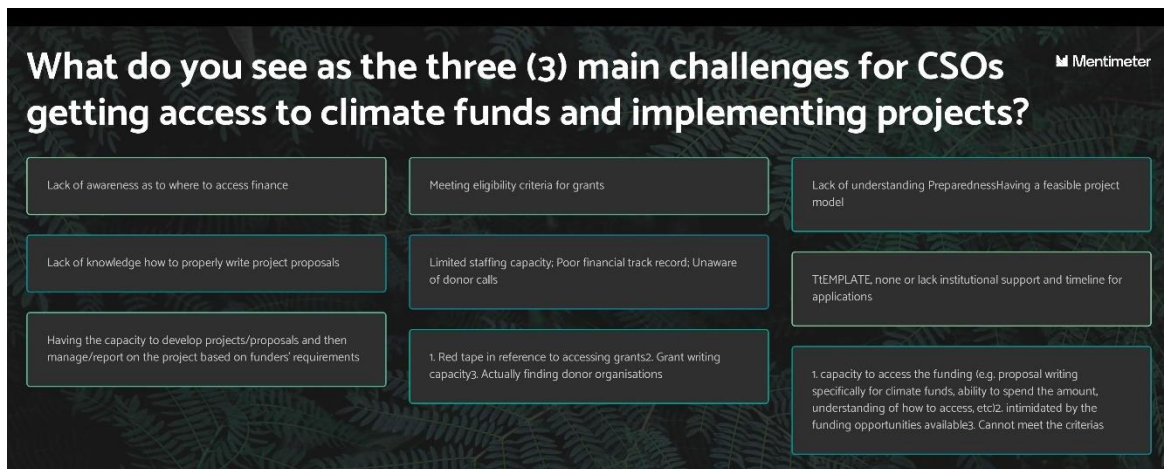 What do you see as the three (3) main challenges for CSOs
getting access to climate funds and implementing projects?
Mentimeter
Lack of awareness as to where to access finance
Lack of knowledge how to properly write project proposals
Having the capacity to develop projects/proposals and then
manage/report on the project based on funders' requirements
Meeting eligibility criteria for grants
Limited staffing capacity; Poor financial track record; Unaware
of donor calls
1. Red tape in reference to accessing grants2. Grant writing
capacity3. Actually finding donor organisations
Lack of understanding PreparednessHaving a feasible project
model
TtEMPLATE, none or lack institutional support and timeline for
applications
1. capacity to access the funding (e.g. proposal writing
specifically for climate funds, ability to spend the amount,
understanding of how to access, etc)2. intimidated by the
funding opportunities available3. Cannot meet the criterias